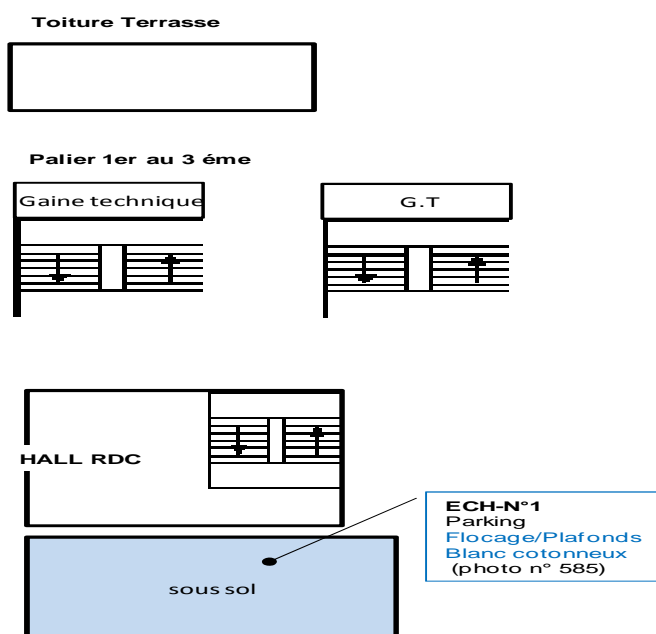 Toiture Terrasse
Palier 1er au 3 éme
Gaine technique
G.T
HALL RDC
ECH-N°1
Parking
Flocage/Plafonds
Blanc cotonneux
(photo n° 585)
sous sol